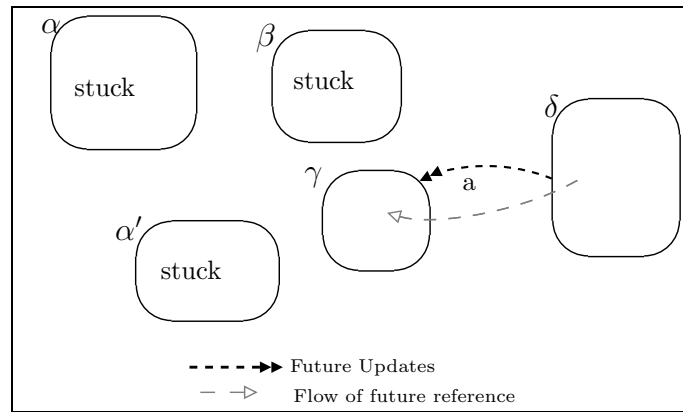 α
β
stuck
stuck
δ
γ
a
α′
stuck
Future Updates
Flow of future reference